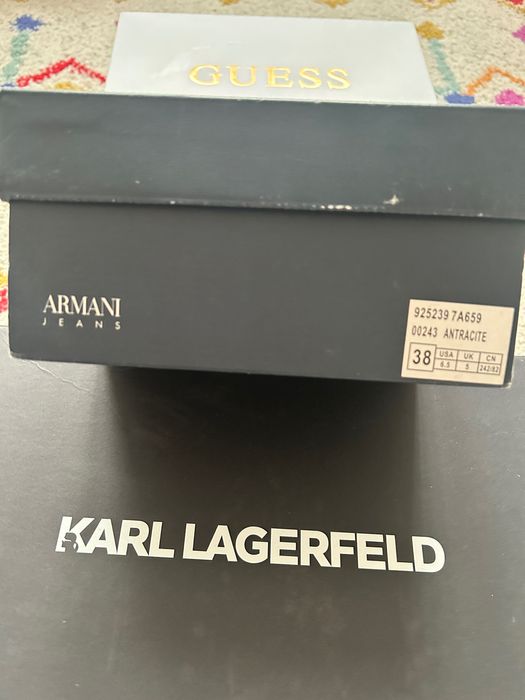 GUESS
ARMANI
JEANS
925239 7A659
00243 ANTRACITE
38
USA UK CN
6.5 5 242/82
KARL LAGERFELD